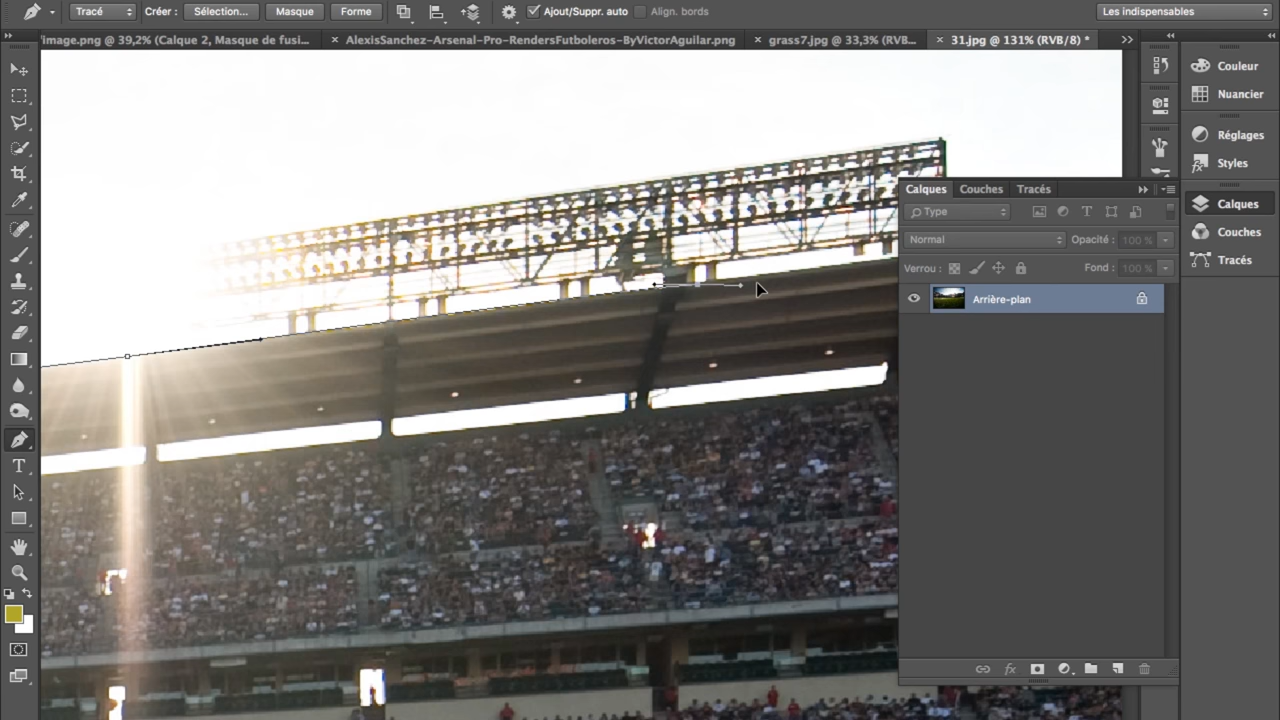 Tracé
Créer :
Sélection...
Masque
Forme
Ajout/Suppr. auto
Align. bords
Les indispensables
'image.png @ 39,2% (Calque 2, Masque de fusi...
AlexisSanchez-Arsenal-Pro-RendersFutboleros-ByVictorAguilar.png
grass7.jpg @ 33,3% (RVB...
31.jpg @ 131% (RVB/8) *
Couleur
Nuancier
Réglages
Styles
Calques
Couches
Tracés
Calques
Couches
Tracés
Type
Normal
Opacité :
100 %
Verrou :
Fond :
100 %
Arrière-plan
fx